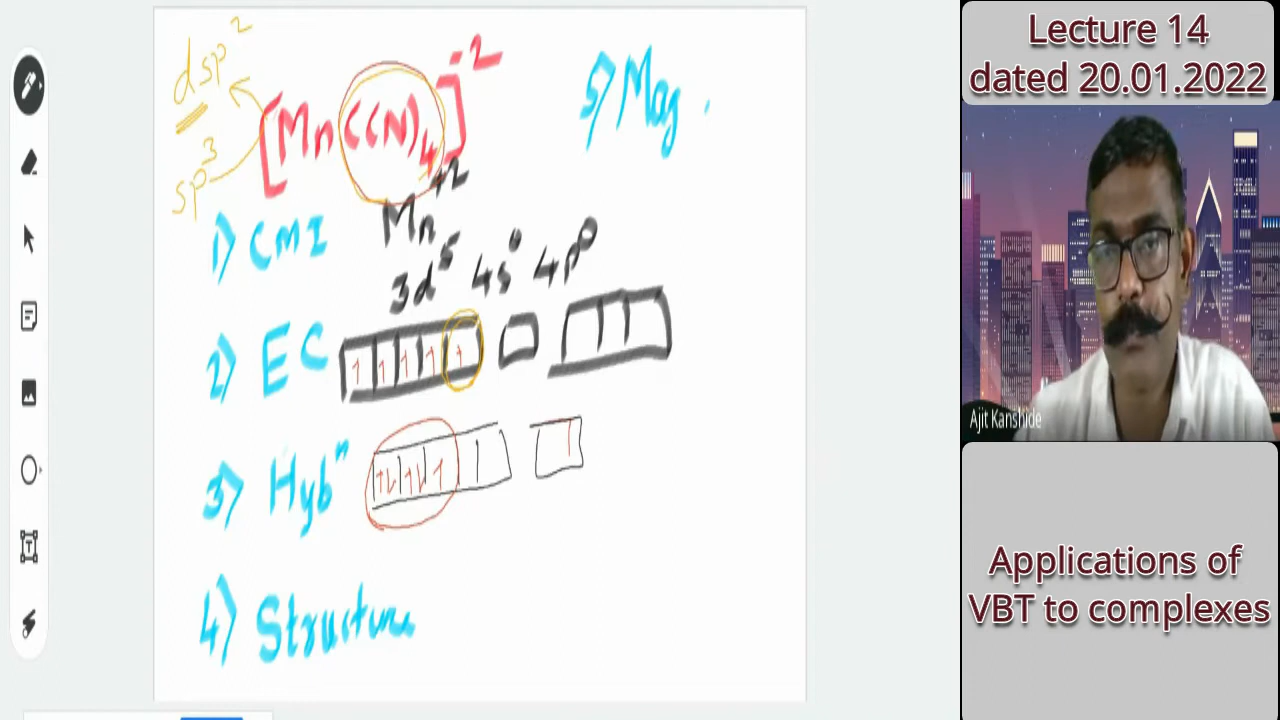 dsp²
[Mn(CN)₄]⁻²
5) Mag.
sp³
1) CMI Mn⁺²
3d⁵ 4s⁰ 4p⁰
2) EC
3) Hybⁿ
4) Structure
Lecture 14
dated 20.01.2022
Ajit Kanshide
Applications of
VBT to complexes